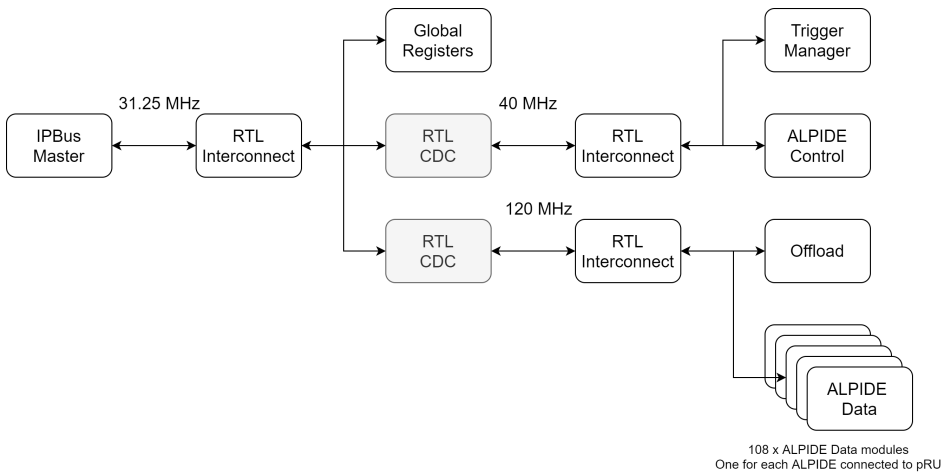 Global
Registers
Trigger
Manager
31.25 MHz
40 MHz
IPBus
Master
RTL
Interconnect
RTL
CDC
RTL
Interconnect
ALPIDE
Control
120 MHz
RTL
CDC
RTL
Interconnect
Offload
ALPIDE
Data
108 x ALPIDE Data modules
One for each ALPIDE connected to pRU